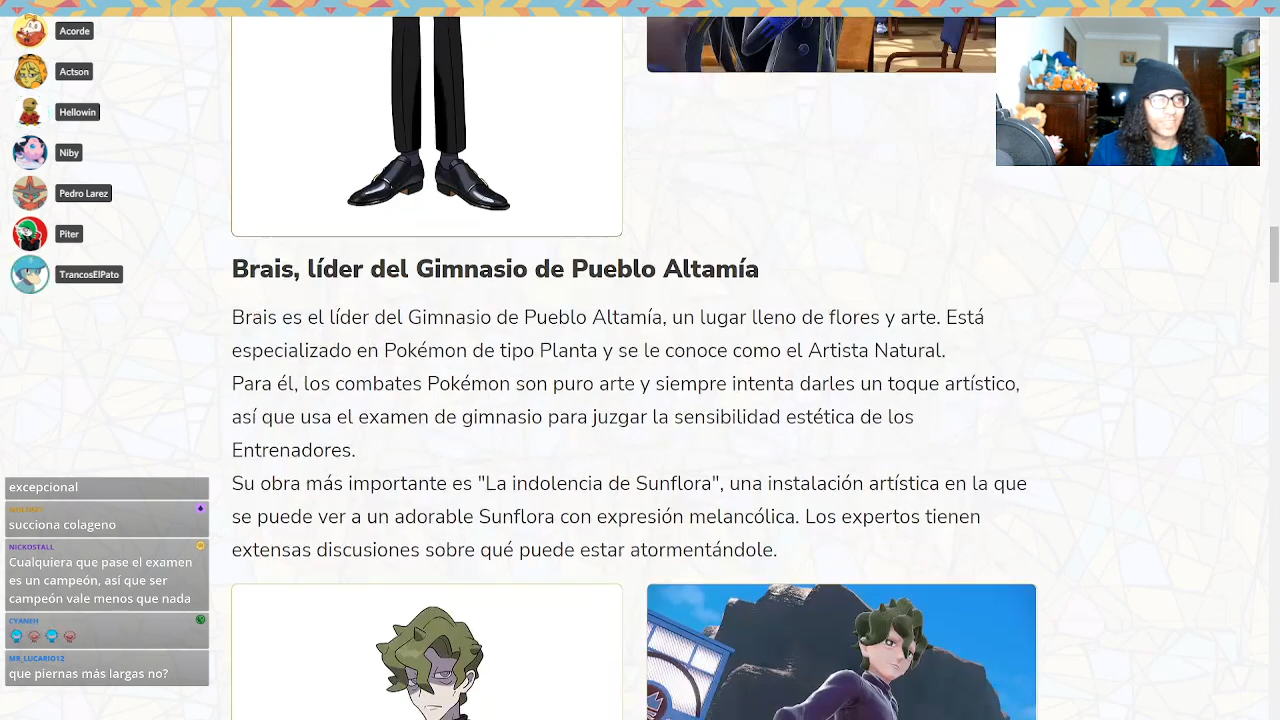 Acorde
Actson
Hellowin
Niby
Pedro Larez
Piter
TrancosElPato
Brais, líder del Gimnasio de Pueblo Altamía
Brais es el líder del Gimnasio de Pueblo Altamía, un lugar lleno de flores y arte. Está
especializado en Pokémon de tipo Planta y se le conoce como el Artista Natural.
Para él, los combates Pokémon son puro arte y siempre intenta darles un toque artístico,
así que usa el examen de gimnasio para juzgar la sensibilidad estética de los
Entrenadores.
Su obra más importante es "La indolencia de Sunflora", una instalación artística en la que
se puede ver a un adorable Sunflora con expresión melancólica. Los expertos tienen
extensas discusiones sobre qué puede estar atormentándole.
excepcional
succiona colageno
NICKOSTALL
Cualquiera que pase el examen
es un campeón, así que ser
campeón vale menos que nada
CYANEH
MR_LUCARIO12
que piernas más largas no?